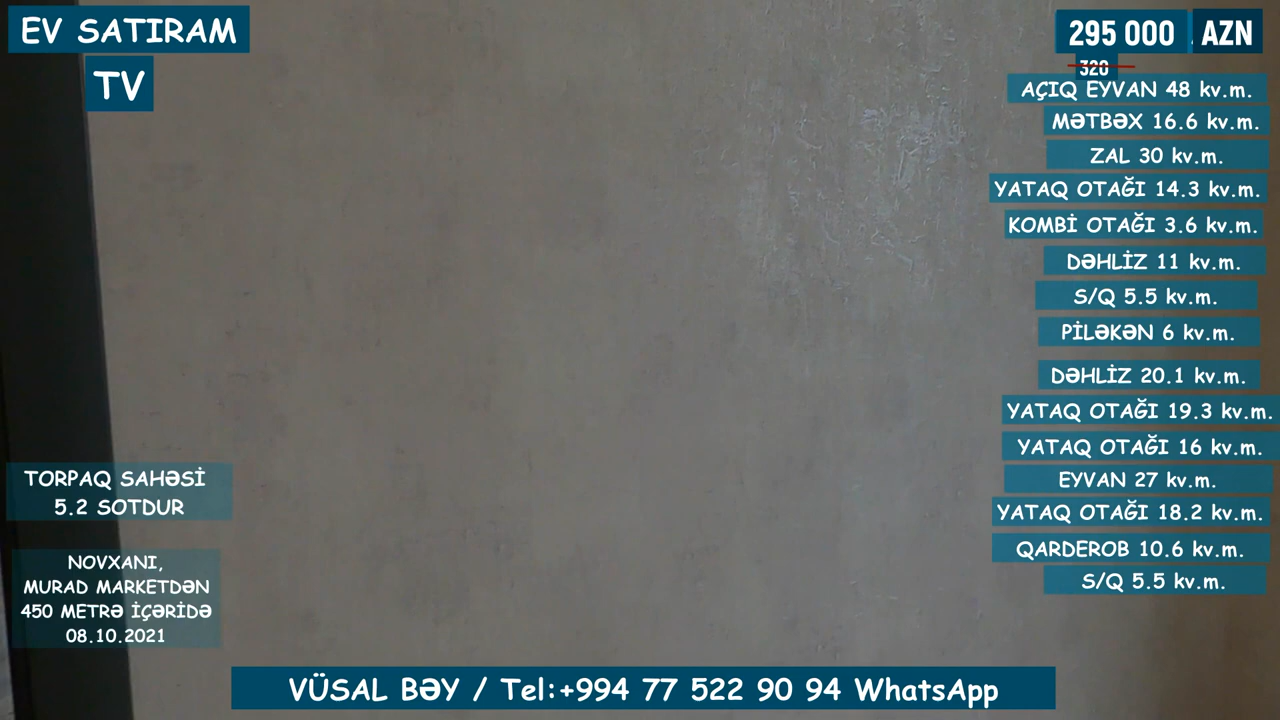 EV SATIRAM
TV
295 000 AZN
320
AÇIQ EYVAN 48 kv.m.
MƏTBƏX 16.6 kv.m.
ZAL 30 kv.m.
YATAQ OTAĞI 14.3 kv.m.
KOMBİ OTAĞI 3.6 kv.m.
DƏHLİZ 11 kv.m.
S/Q 5.5 kv.m.
PİLƏKƏN 6 kv.m.
DƏHLİZ 20.1 kv.m.
YATAQ OTAĞI 19.3 kv.m.
YATAQ OTAĞI 16 kv.m.
EYVAN 27 kv.m.
YATAQ OTAĞI 18.2 kv.m.
QARDEROB 10.6 kv.m.
S/Q 5.5 kv.m.
TORPAQ SAHƏSİ
5.2 SOTDUR
NOVXANI,
MURAD MARKETDƏN
450 METRƏ İÇƏRİDƏ
08.10.2021
VÜSAL BƏY / Tel:+994 77 522 90 94 WhatsApp